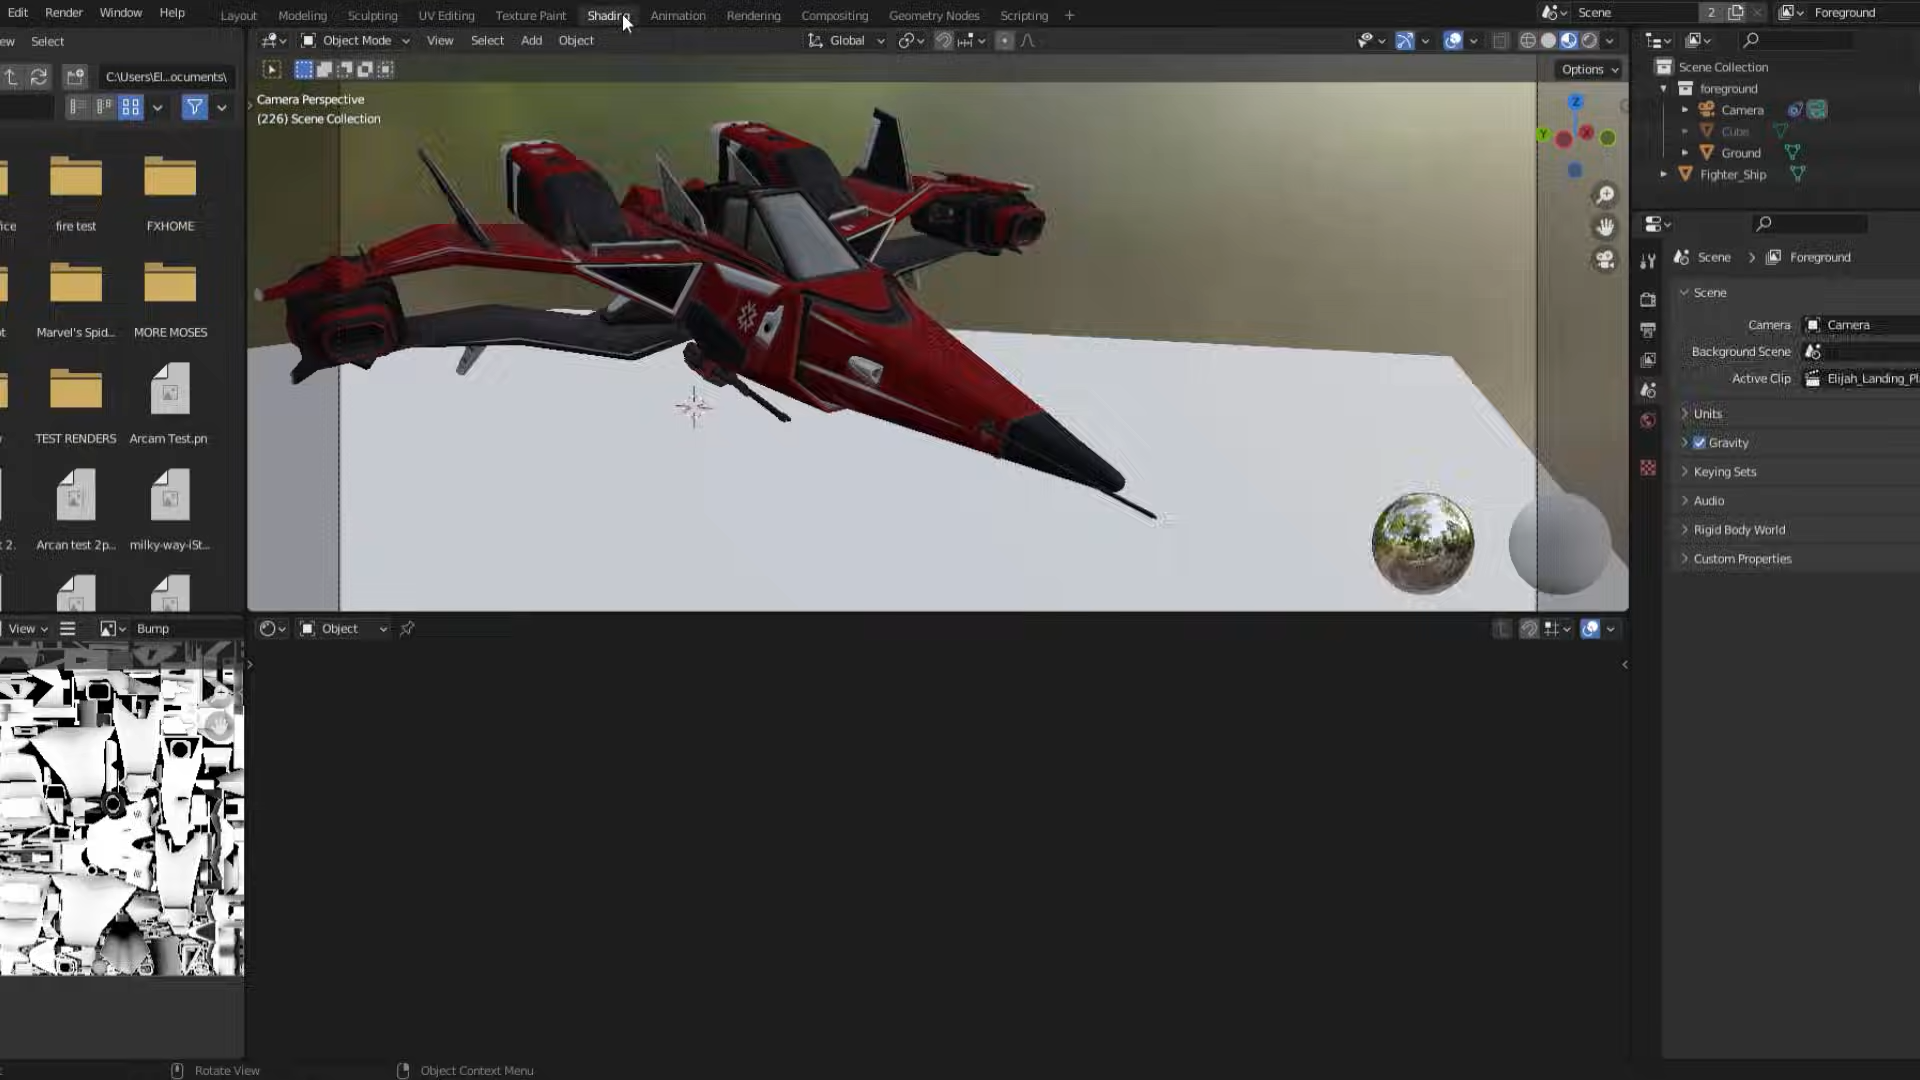 Edit Render Window Help
Layout Modeling Sculpting UV Editing Texture Paint Shading Animation Rendering Compositing Geometry Nodes Scripting +
Scene 2 Foreground
Select
Object Mode View Select Add Object
Global
C:\Users\El...ocuments\
Options
Camera Perspective
(226) Scene Collection
Z
Y X
fire test FXHOME
Marvel's Spid... MORE MOSES
TEST RENDERS Arcam Test.pn
Arcan test 2p... milky-way-iSt...
Scene Collection
foreground
Camera
Cube
Ground
Fighter_Ship
Scene > Foreground
Scene
Camera Camera
Background Scene
Active Clip Elijah_Landing_Pl
Units
Gravity
Keying Sets
Audio
Rigid Body World
Custom Properties
View Bump
Object
Rotate View Object Context Menu